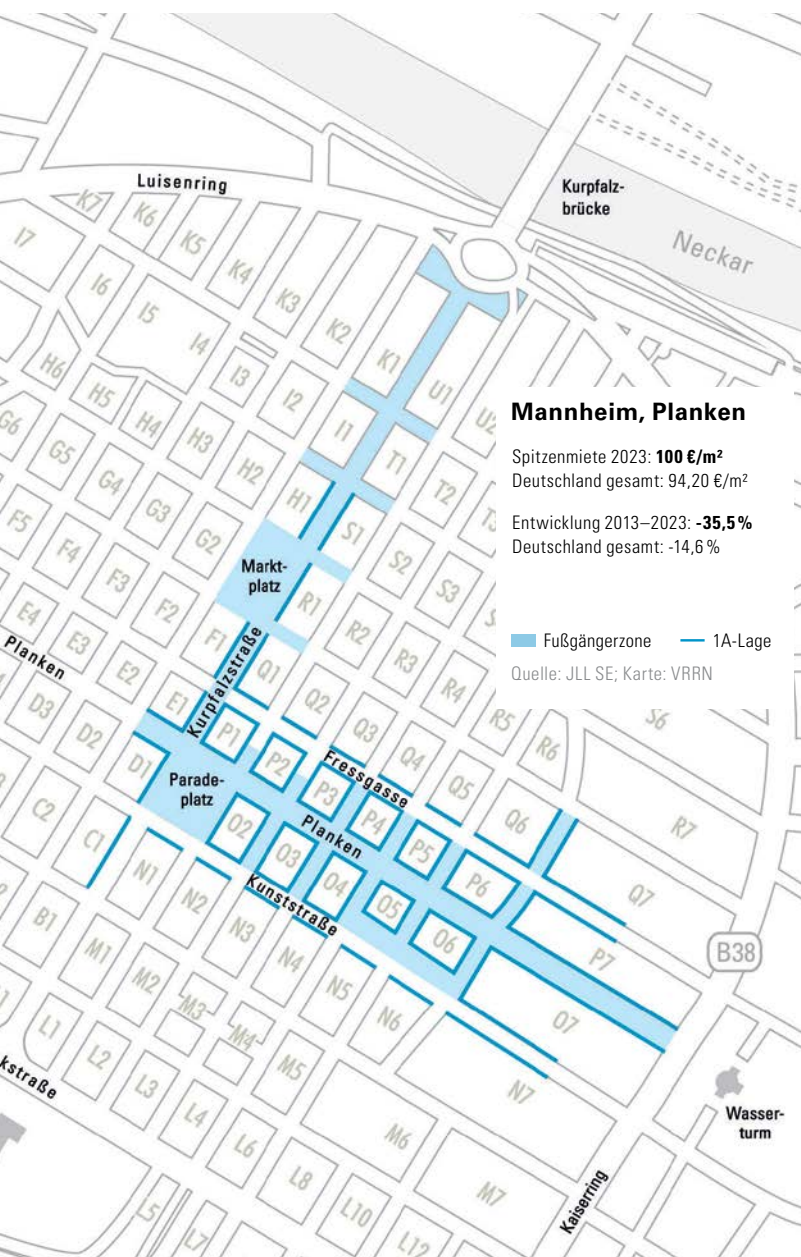 Luisenring
Kurpfalz-
brücke
Neckar
K7
K6
K5
K4
K3
K2
K1
U1
U2
I7
I6
I5
I4
I3
I2
I1
T1
T2
H6
H5
H4
H3
H2
H1
S1
S2
S3
G6
G5
G4
G3
G2
Markt-
platz
R1
R2
R3
R4
R5
R6
S6
R7
F5
F4
F3
F2
F1
Kurpfalzstraße
Q1
Q2
Q3
Q4
Q5
Q6
Q7
Mannheim, Planken
Spitzenmiete 2023: 100 €/m²
Deutschland gesamt: 94,20 €/m²
Entwicklung 2013–2023: -35,5 %
Deutschland gesamt: -14,6 %
Fußgängerzone
1A-Lage
Quelle: JLL SE; Karte: VRRN
E4
E3
E2
E1
Planken
P1
P2
P3
P4
P5
P6
P7
Fressgasse
B38
D3
D2
D1
Parade-
platz
Planken
O2
O3
O4
O5
O6
O7
C2
C1
Kunststraße
N1
N2
N3
N4
N5
N6
N7
B1
M1
M2
M3
M4
M5
M6
M7
L1
L2
L3
L4
L6
L8
L10
L12
L5
L7
kstraße
Kaiserring
Wasser-
turm